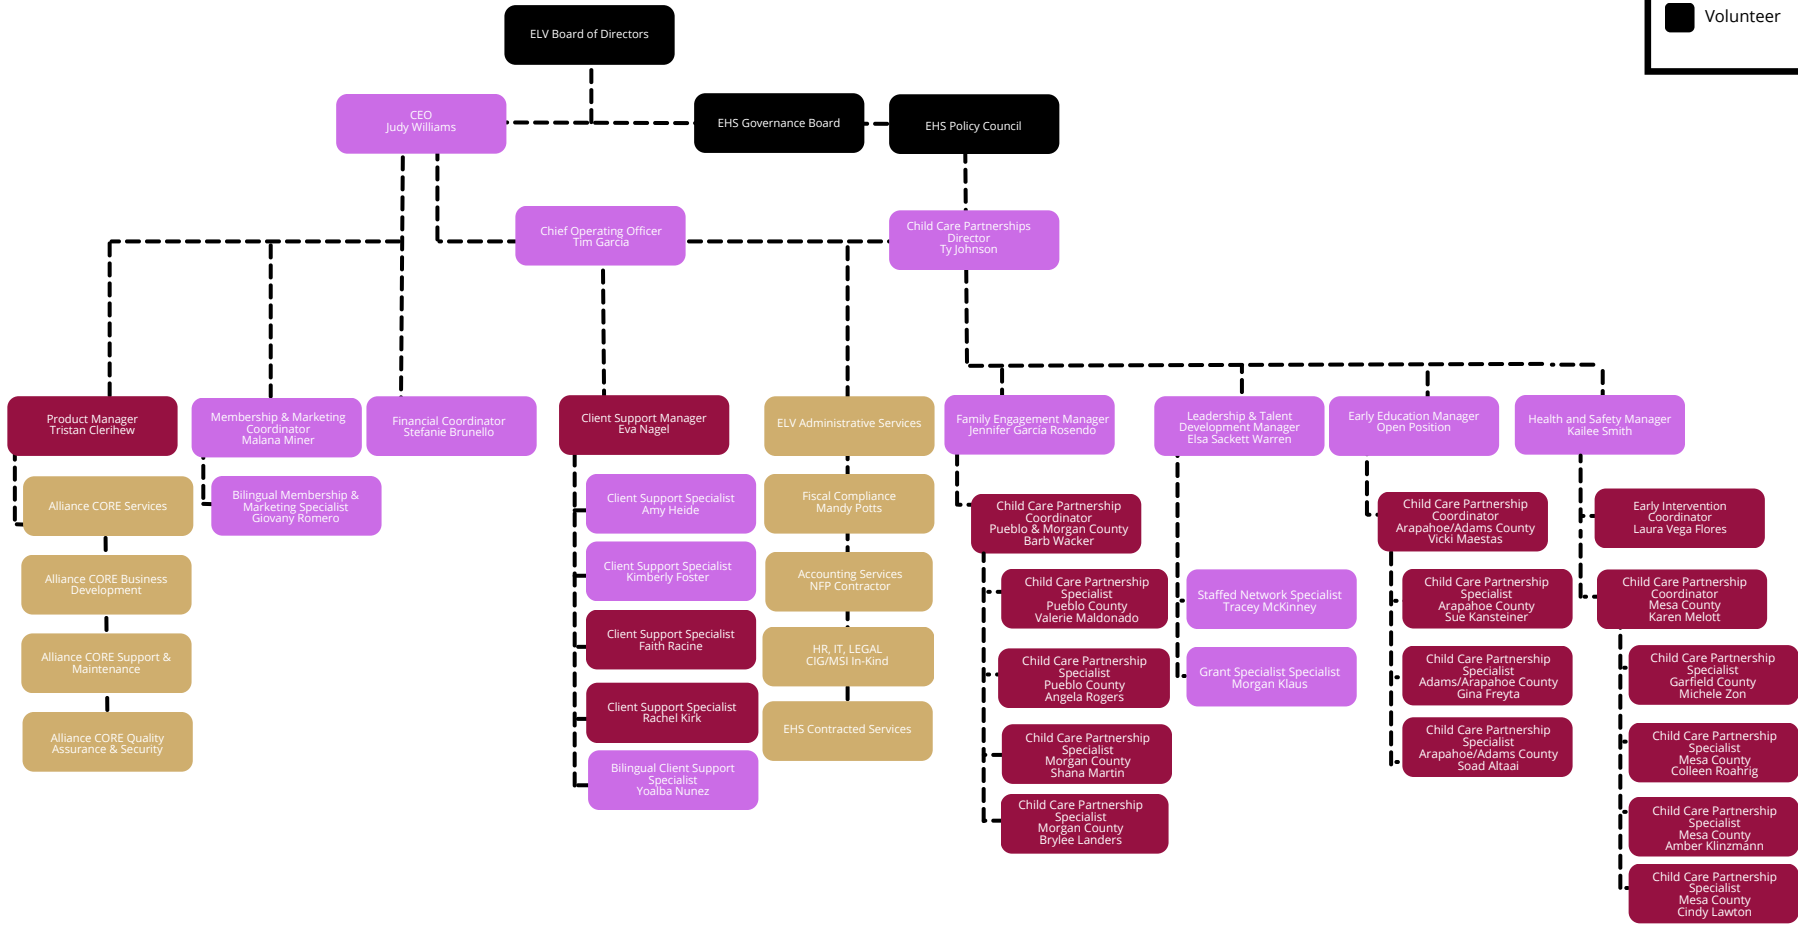 Volunteer
ELV Board of Directors
CEO
Judy Williams
EHS Governance Board
EHS Policy Council
Chief Operating Officer
Tim Garcia
Child Care Partnerships
Director
Ty Johnson
Product Manager
Tristan Clerihew
Membership & Marketing
Coordinator
Malana Miner
Financial Coordinator
Stefanie Brunello
Client Support Manager
Eva Nagel
ELV Administrative Services
Family Engagement Manager
Jennifer Garcia Rosendo
Leadership & Talent
Development Manager
Elsa Sackett Warren
Early Education Manager
Open Position
Health and Safety Manager
Kailee Smith
Alliance CORE Services
Alliance CORE Business
Development
Alliance CORE Support &
Maintenance
Alliance CORE Quality
Assurance & Security
Bilingual Membership &
Marketing Specialist
Giovany Romero
Client Support Specialist
Amy Heide
Client Support Specialist
Kimberly Foster
Client Support Specialist
Faith Racine
Client Support Specialist
Rachel Kirk
Bilingual Client Support
Specialist
Yoalba Nunez
Fiscal Compliance
Mandy Potts
Accounting Services
NFP Contractor
HR, IT, LEGAL
CIG/MSI In-Kind
EHS Contracted Services
Child Care Partnership
Coordinator
Pueblo & Morgan County
Barb Wacker
Child Care Partnership
Specialist
Pueblo County
Valerie Maldonado
Child Care Partnership
Specialist
Pueblo County
Angela Rogers
Child Care Partnership
Specialist
Morgan County
Shana Martin
Child Care Partnership
Specialist
Morgan County
Brylee Landers
Staffed Network Specialist
Tracey McKinney
Grant Specialist Specialist
Morgan Klaus
Child Care Partnership
Coordinator
Arapahoe/Adams County
Vicki Maestas
Child Care Partnership
Specialist
Arapahoe County
Sue Kansteiner
Child Care Partnership
Specialist
Adams/Arapahoe County
Gina Freyta
Child Care Partnership
Specialist
Arapahoe/Adams County
Soad Altaai
Early Intervention
Coordinator
Laura Vega Flores
Child Care Partnership
Coordinator
Mesa County
Karen Melott
Child Care Partnership
Specialist
Garfield County
Michele Zon
Child Care Partnership
Specialist
Mesa County
Colleen Roahrig
Child Care Partnership
Specialist
Mesa County
Amber Klinzmann
Child Care Partnership
Specialist
Mesa County
Cindy Lawton